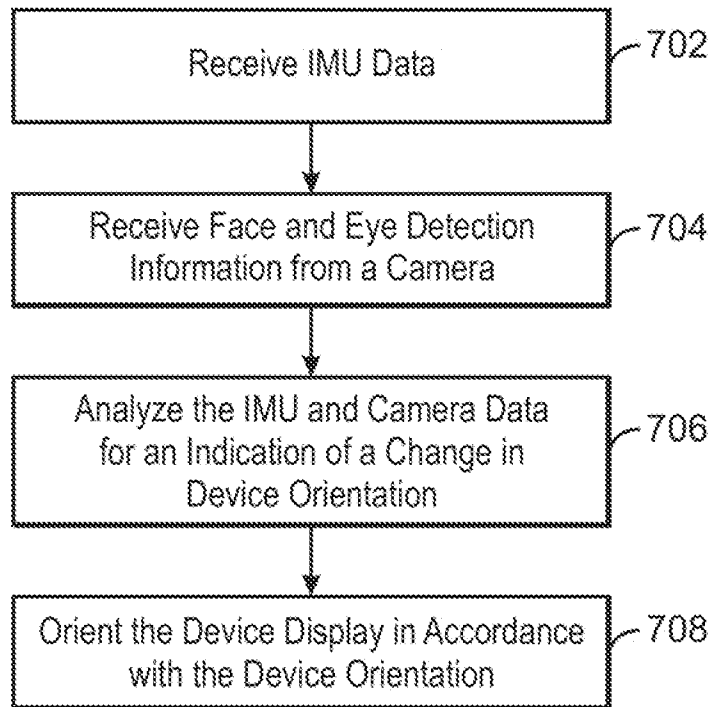 Receive IMU Data
702
Receive Face and Eye Detection
Information from a Camera
704
Analyze the IMU and Camera Data
for an Indication of a Change in
Device Orientation
706
Orient the Device Display in Accordance
with the Device Orientation
708